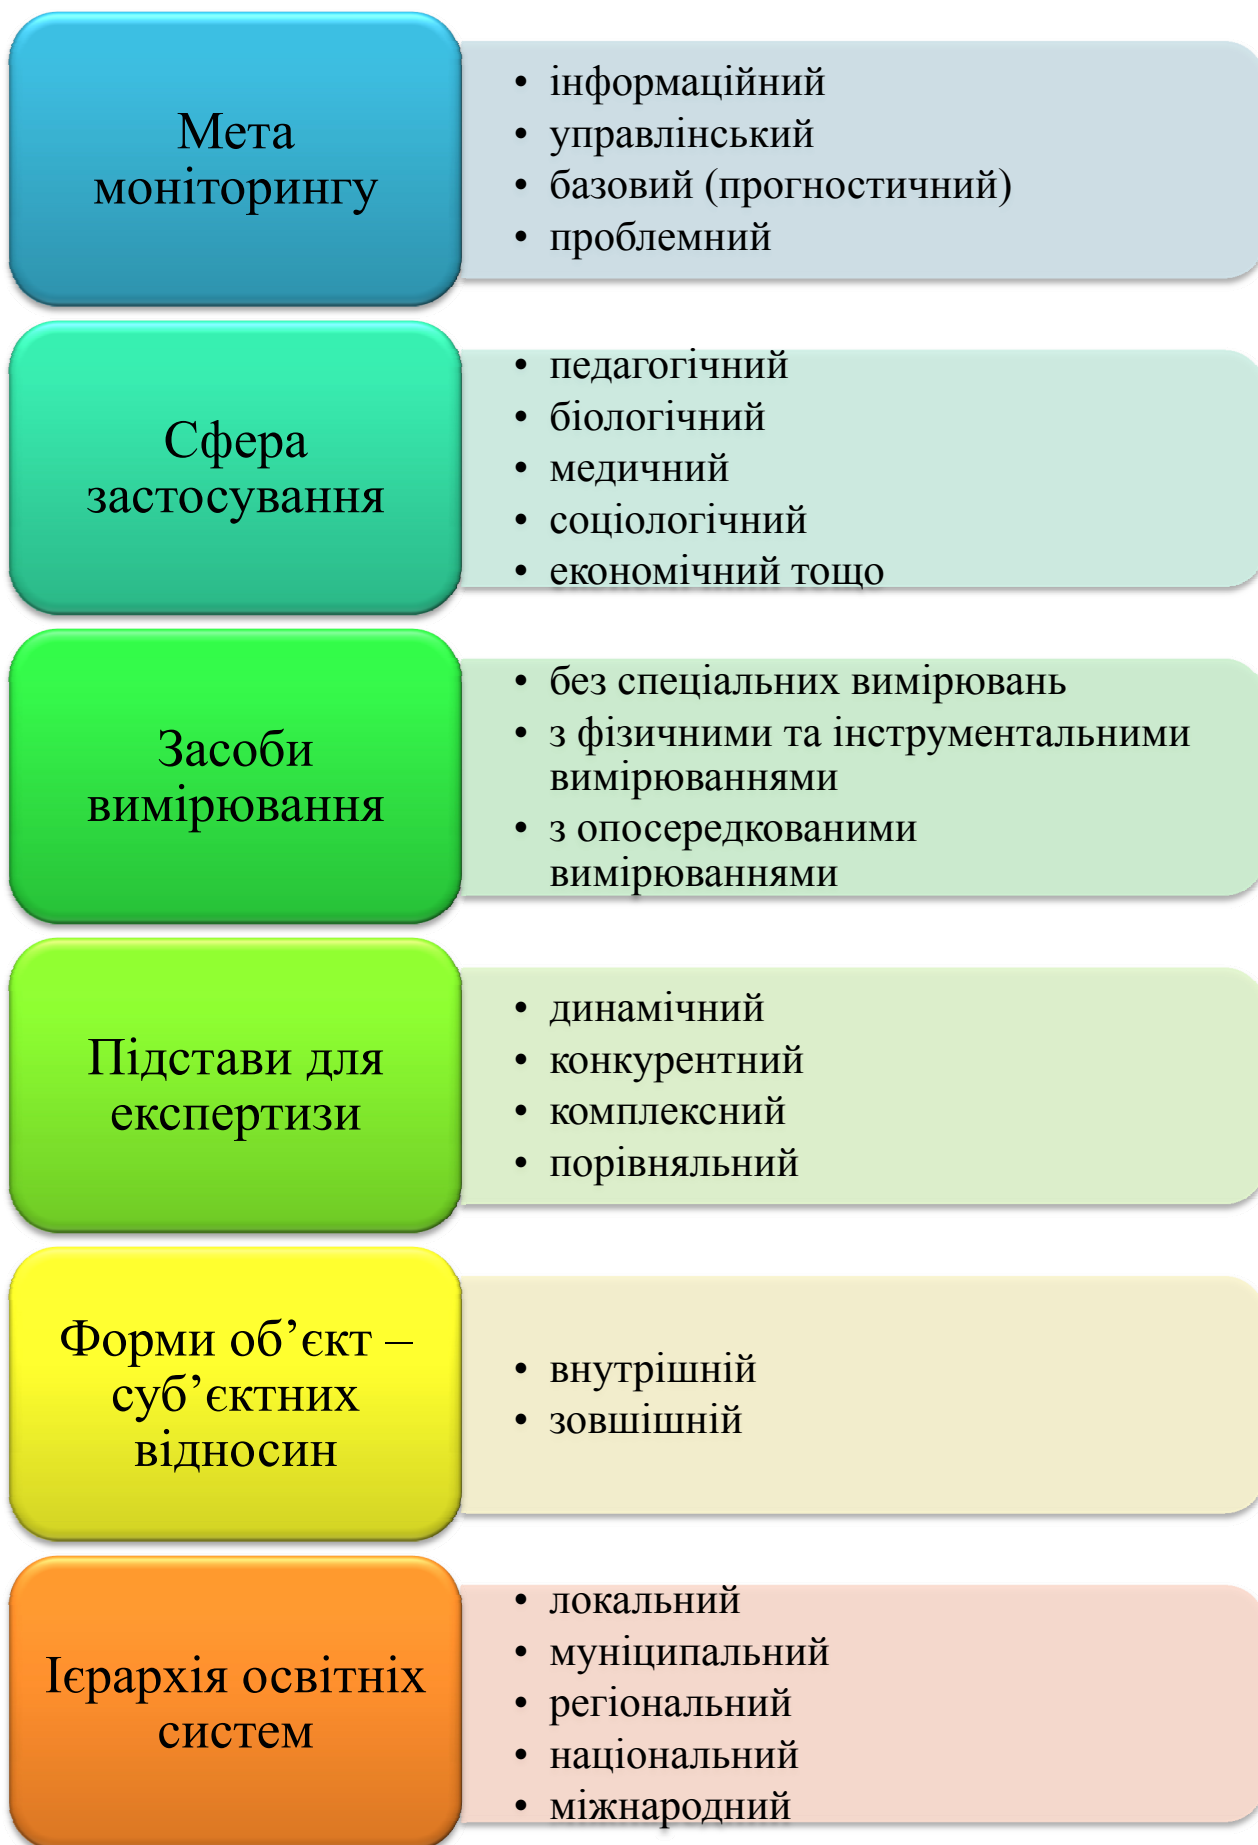 Мета
моніторингу
• інформаційний
• управлінський
• базовий (прогностичний)
• проблемний
Сфера
застосування
• педагогічний
• біологічний
• медичний
• соціологічний
• економічний тощо
Засоби
вимірювання
• без спеціальних вимірювань
• з фізичними та інструментальними
вимірюваннями
• з опосередкованими
вимірюваннями
Підстави для
експертизи
• динамічний
• конкурентний
• комплексний
• порівняльний
Форми об’єкт –
суб’єктних
відносин
• внутрішній
• зовшішній
Ієрархія освітніх
систем
• локальний
• муніципальний
• регіональний
• національний
• міжнародний